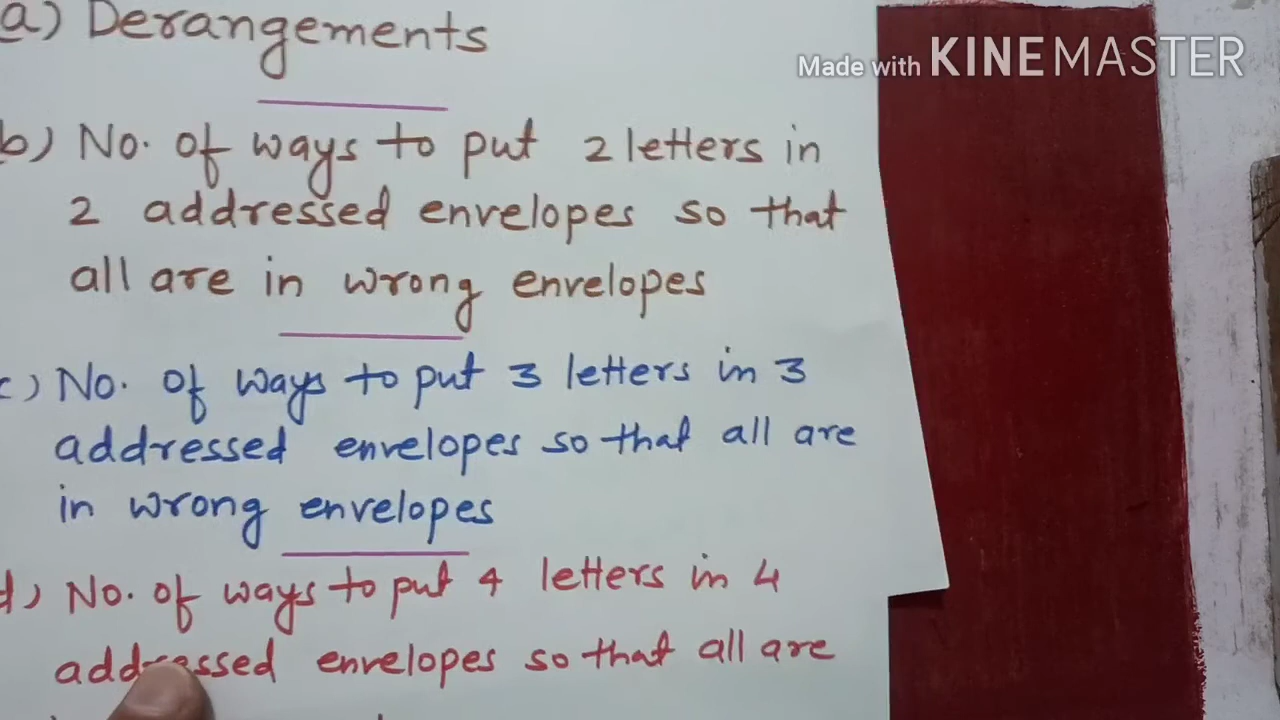 a) Derangements
Made with KINEMASTER
b) No. of ways to put 2 letters in
2 addressed envelopes so that
all are in wrong envelopes
c) No. of ways to put 3 letters in 3
addressed envelopes so that all are
in wrong envelopes
d) No. of ways to put 4 letters in 4
addressed envelopes so that all are